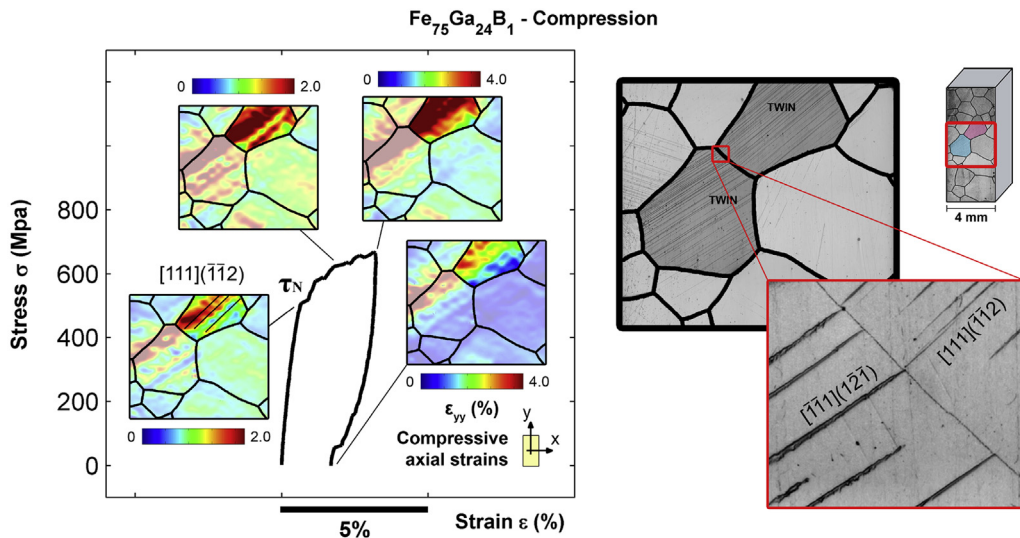 Fe₇₅Ga₂₄B₁ - Compression
0 2.0
0 4.0
Stress σ (Mpa)
800
600
400
200
0
[111](1̄1̄2)
τN
0 2.0
0 4.0
εyy (%)
Compressive
axial strains
y
x
5%
Strain ε (%)
TWIN
TWIN
4 mm
[111](1̄1̄2)
[1̄1̄1](12̄1̄)